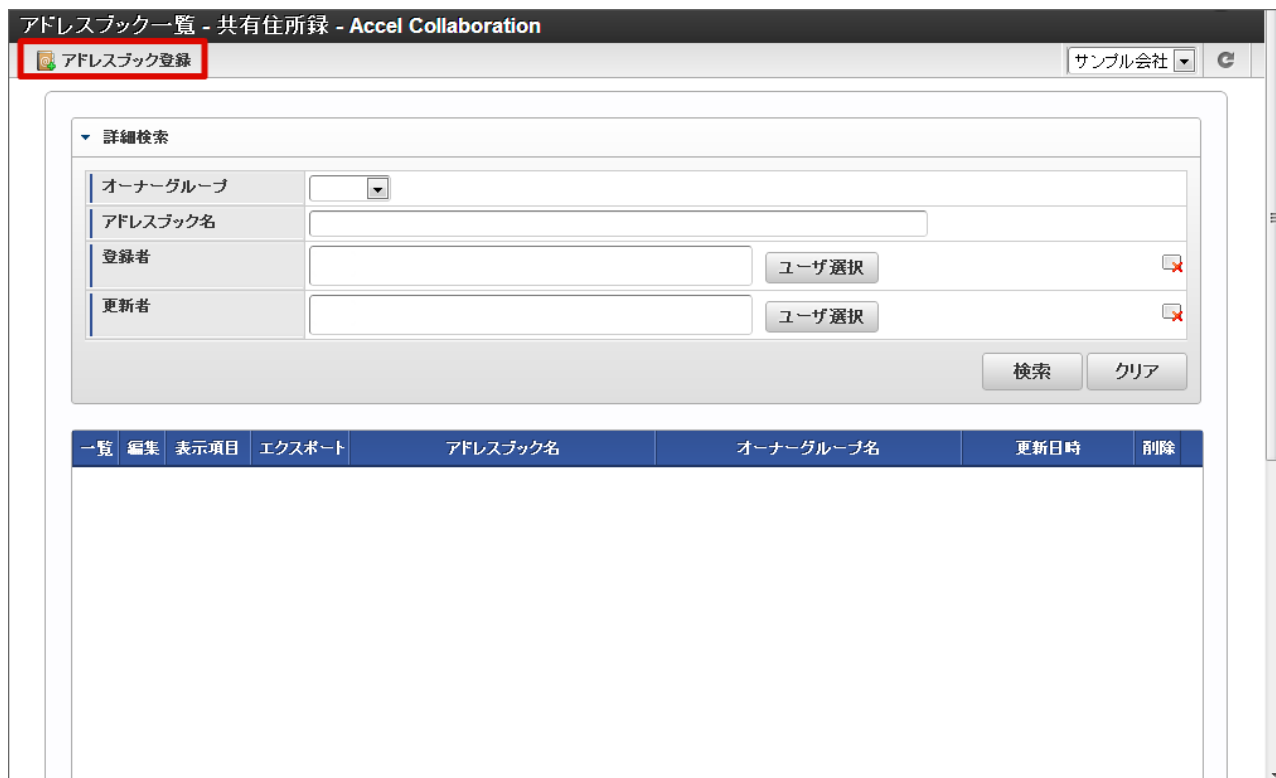 アドレスブック一覧 - 共有住所録 - Accel Collaboration
アドレスブック登録 サンプル会社
詳細検索
オーナーグループ
アドレスブック名
登録者 ユーザ選択
更新者 ユーザ選択
検索 クリア
一覧 編集 表示項目 エクスポート アドレスブック名 オーナーグループ名 更新日時 削除